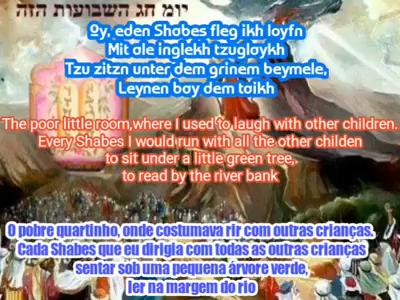 יומ חג השבועות הזה
Oy, eden Shabes fleg ikh loyfn
Mit ale inglekh tzugloykh
Tzu zitzn unter dem grinem beymele,
Leynen bay dem taikh
The poor little room,where I used to laugh with other children.
Every Shabes I would run with all the other childen
to sit under a little green tree,
to read by the river bank
O pobre quartinho, onde costumava rir com outras crianças.
Cada Shabes que eu dirigia com todas as outras crianças
sentar sob uma pequena árvore verde,
ler na margem do rio